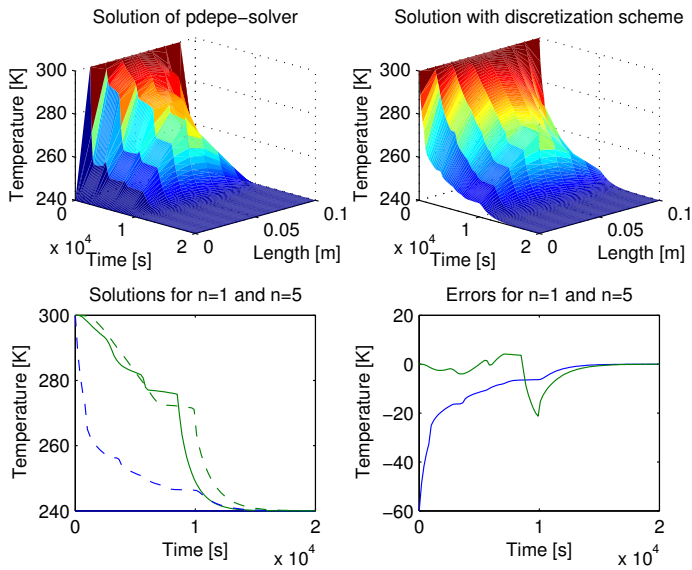 Solution of pdepe−solver
Temperature [K]
300
280
260
240
0
1
2
x 10^4
Time [s]
0
0.05
0.1
Length [m]
Solution with discretization scheme
Temperature [K]
300
280
260
240
0
1
2
x 10^4
Time [s]
0
0.05
0.1
Length [m]
Solutions for n=1 and n=5
Temperature [K]
300
280
260
240
0
1
2
Time [s]
x 10^4
Errors for n=1 and n=5
Temperature [K]
20
0
−20
−40
−60
0
1
2
Time [s]
x 10^4